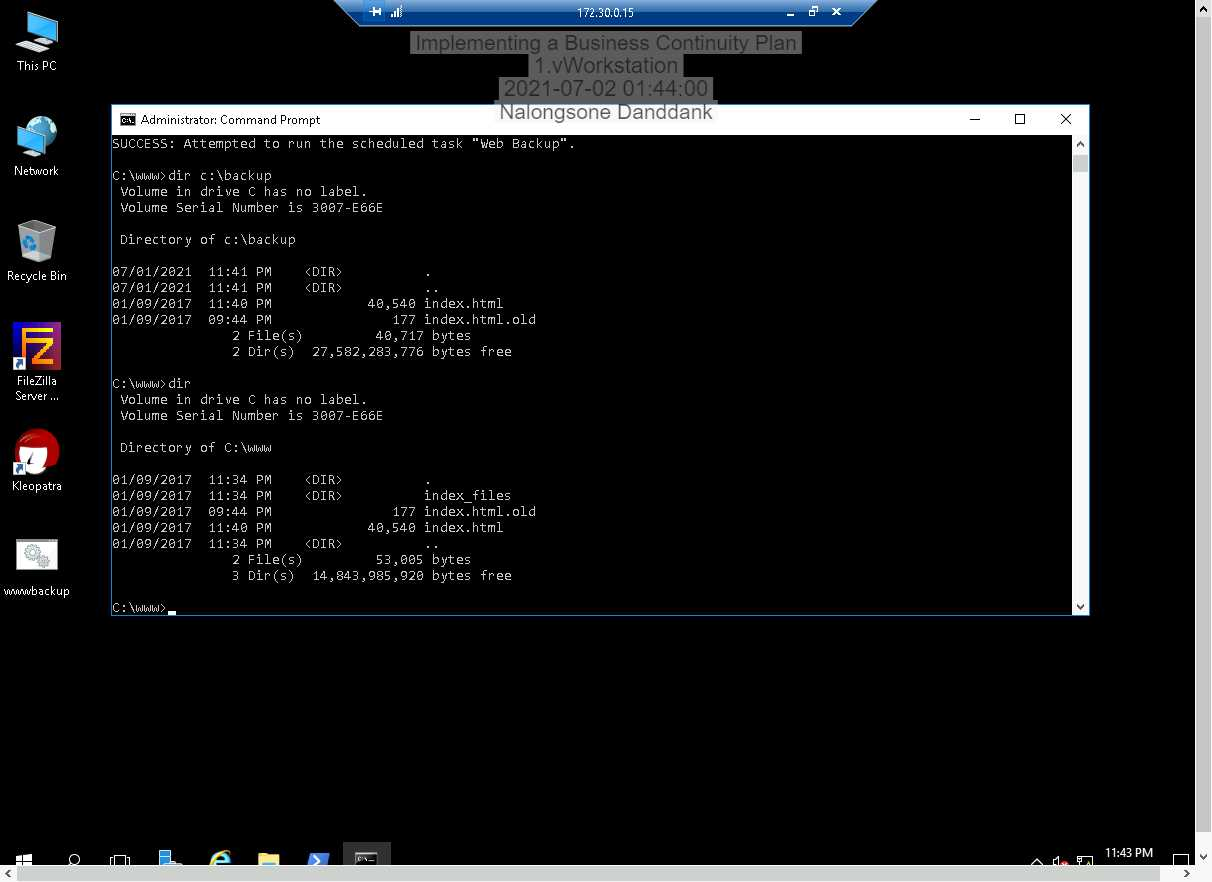 172.30.0.15
Implementing a Business Continuity Plan
1.vWorkstation
2021-07-02 01:44:00
Nalongsone Danddank
This PC
Network
Recycle Bin
FileZilla
Server ...
Kleopatra
wwwbackup
Administrator: Command Prompt
SUCCESS: Attempted to run the scheduled task "Web Backup".
C:\www>dir c:\backup
Volume in drive C has no label.
Volume Serial Number is 3007-E66E
Directory of c:\backup
07/01/2021 11:41 PM <DIR> .
07/01/2021 11:41 PM <DIR> ..
01/09/2017 11:40 PM 40,540 index.html
01/09/2017 09:44 PM 177 index.html.old
2 File(s) 40,717 bytes
2 Dir(s) 27,582,283,776 bytes free
C:\www>dir
Volume in drive C has no label.
Volume Serial Number is 3007-E66E
Directory of C:\www
01/09/2017 11:34 PM <DIR> .
01/09/2017 11:34 PM <DIR> index_files
01/09/2017 09:44 PM 177 index.html.old
01/09/2017 11:40 PM 40,540 index.html
01/09/2017 11:34 PM <DIR> ..
2 File(s) 53,005 bytes
3 Dir(s) 14,843,985,920 bytes free
C:\www>
11:43 PM